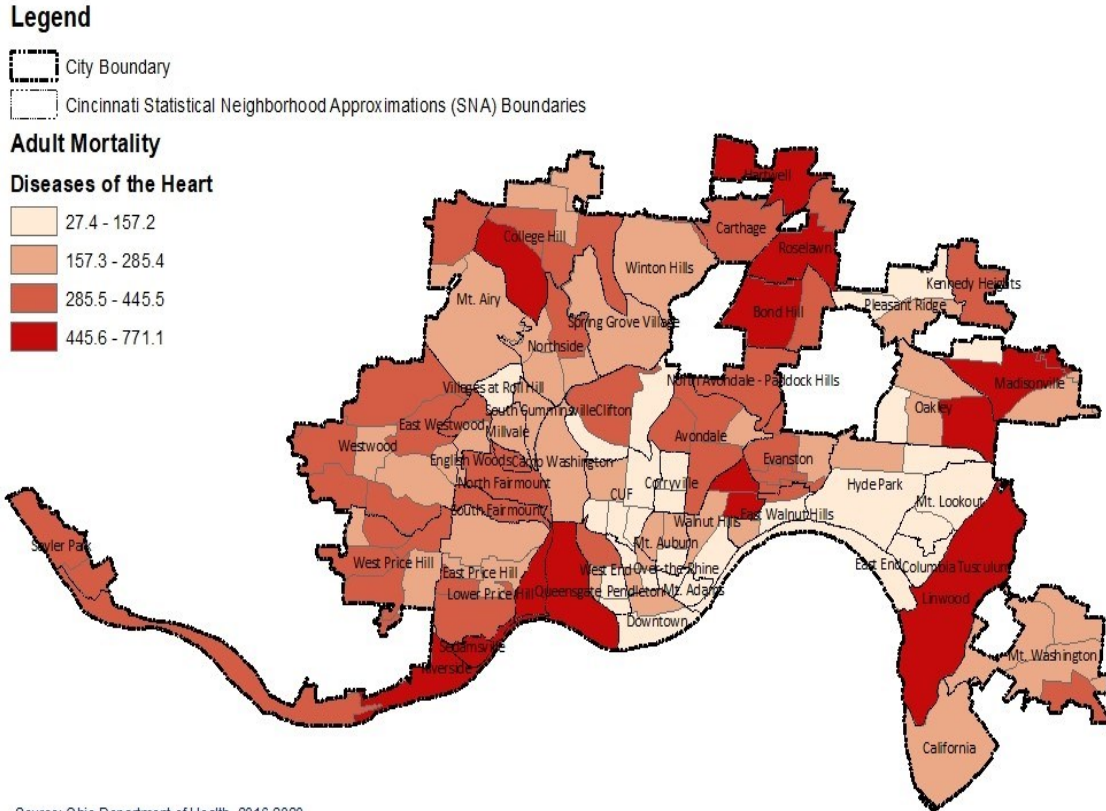 Legend
City Boundary
Cincinnati Statistical Neighborhood Approximations (SNA) Boundaries
Adult Mortality
Diseases of the Heart
27.4 - 157.2
157.3 - 285.4
285.5 - 445.5
445.6 - 771.1
Hartwell
College Hill
Carthage
Roselawn
Winton Hills
Kennedy Heights
Mt. Airy
Pleasant Ridge
Bond Hill
Spring Grove Village
Northside
North Avondale - Paddock Hills
Madisonville
Villages at Roll Hill
South Cumminsville
Clifton
Oakley
East Westwood
Millvale
Avondale
Westwood
English Woods
Camp Washington
Evanston
North Fairmount
Corryville
Hyde Park
CUF
Mt. Lookout
South Fairmount
Walnut Hills
East Walnut Hills
Sayler Park
Mt. Auburn
West Price Hill
East Price Hill
West End
Over-the-Rhine
East End
Columbia Tusculum
Lower Price Hill
Queensgate
Pendleton
Mt. Adams
Linwood
Downtown
Sedamsville
Riverside
Mt. Washington
California